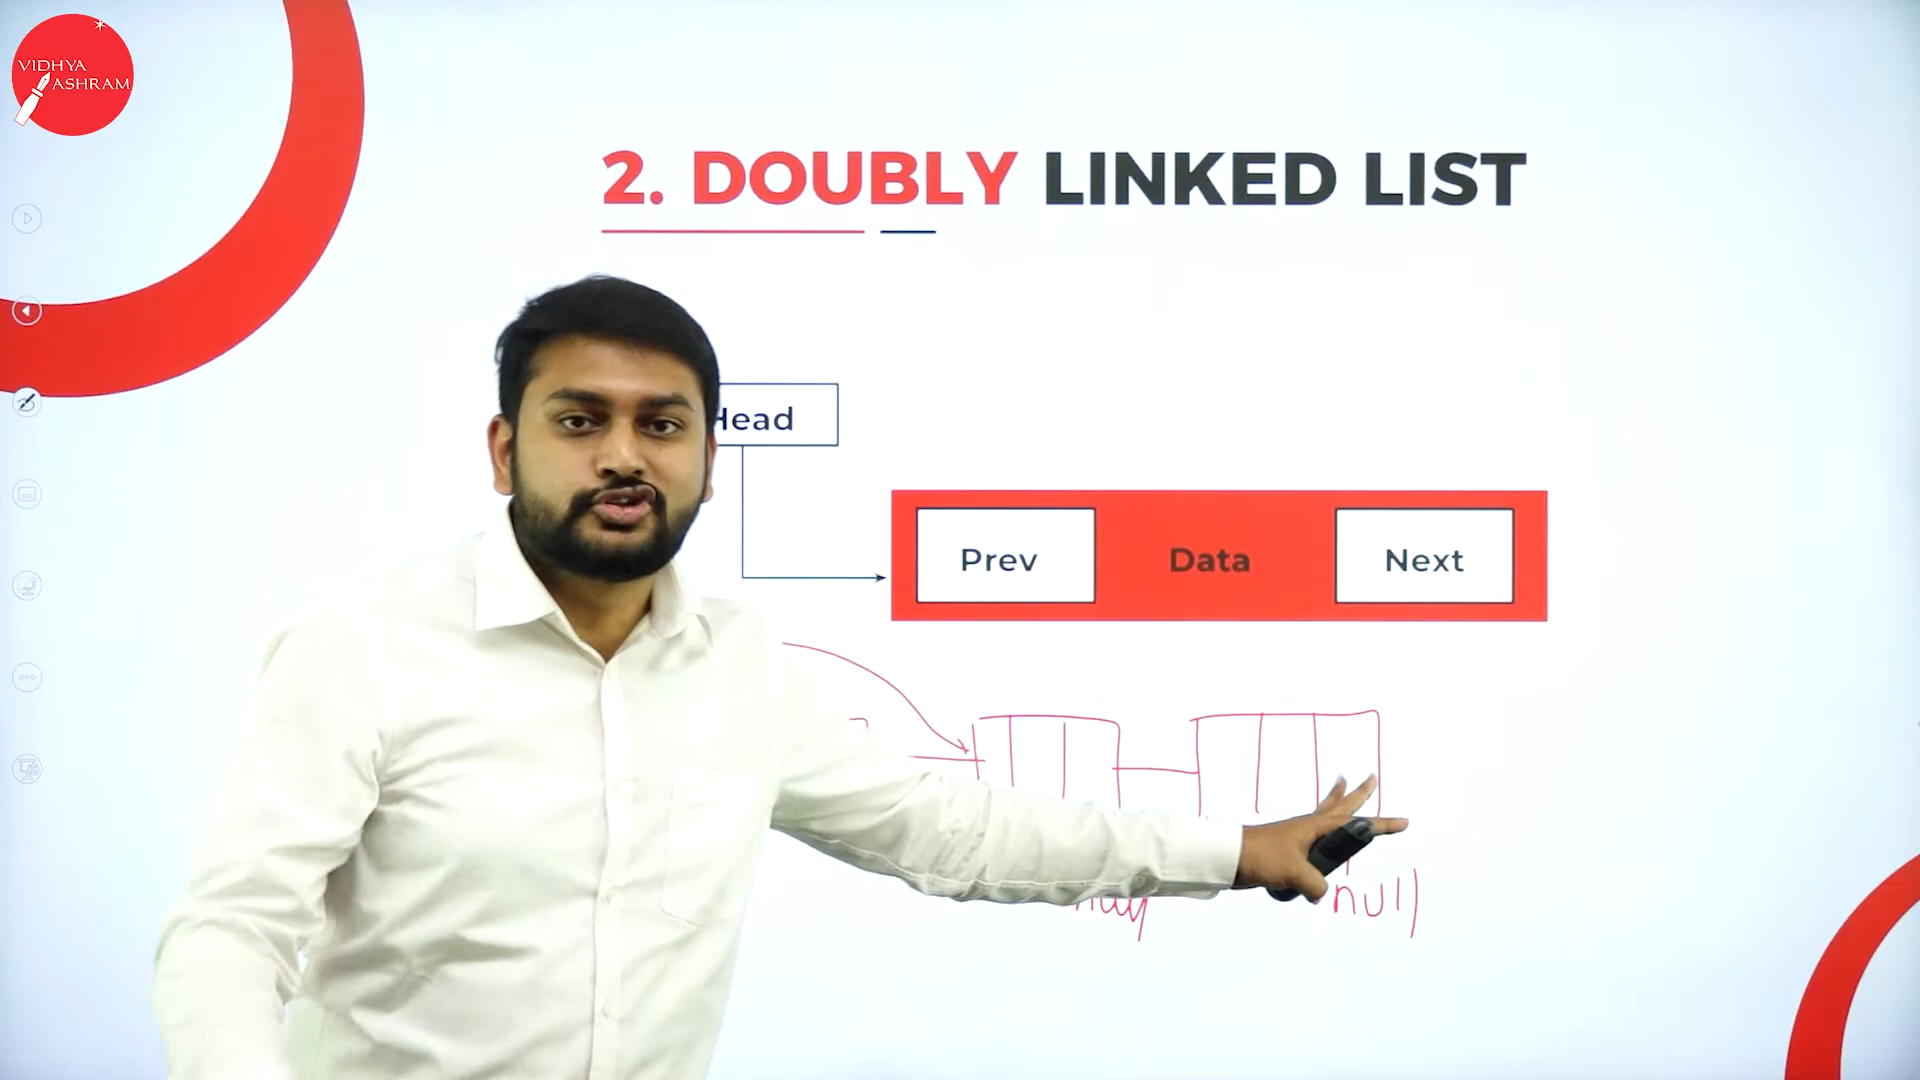 VIDHYA
ASHRAM
2. DOUBLY LINKED LIST
Head
Prev Data Next
null